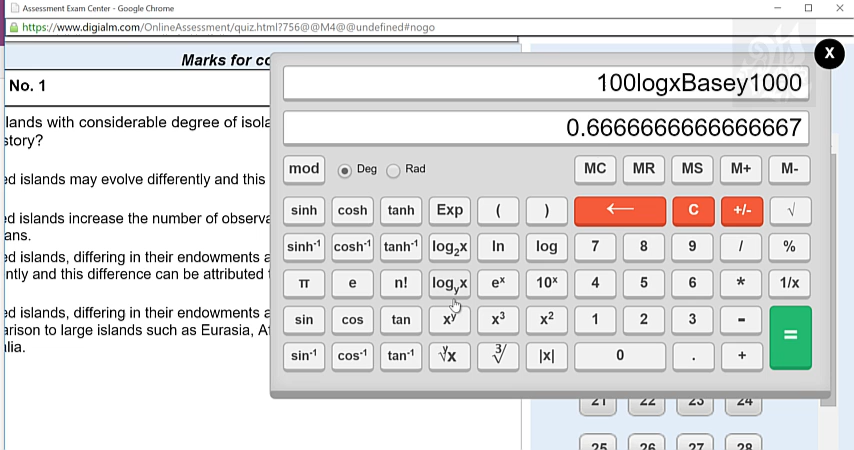 Assessment Exam Center - Google Chrome
https://www.digialm.com/OnlineAssessment/quiz.html?756@@M4@@undefined#nogo
Marks for co
X
No. 1
100logxBasey1000
lands with considerable degree of isola
story?
0.6666666666666667
mod Deg Rad MC MR MS M+ M-
ed islands may evolve differently and this
sinh cosh tanh Exp ( ) ← C +/- √
ed islands increase the number of observa
ans.
sinh⁻¹ cosh⁻¹ tanh⁻¹ log₂x ln log 7 8 9 / %
ed islands, differing in their endowments a
ntly and this difference can be attributed
π e n! logᵧx eˣ 10ˣ 4 5 6 * 1/x
ed islands, differing in their endowments a
arison to large islands such as Eurasia, Af
lia.
sin cos tan xʸ x³ x² 1 2 3 - =
sin⁻¹ cos⁻¹ tan⁻¹ ʸ√x ³√ |x| 0 . +
21 22 23 24
25 26 27 28